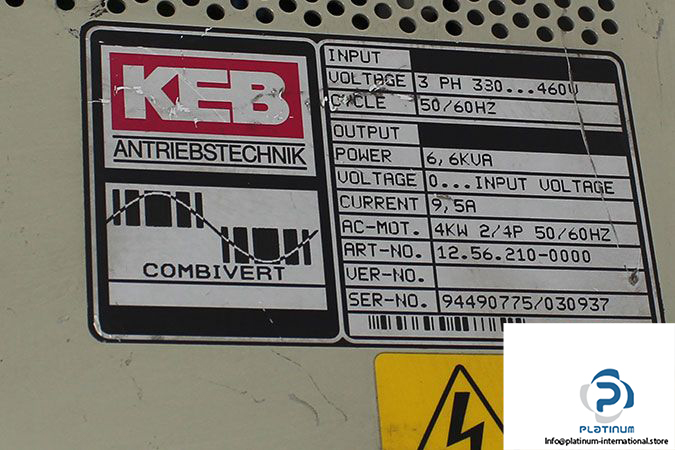 KEB
ANTRIEBSTECHNIK
COMBIVERT
INPUT
VOLTAGE 3 PH 330...460V
CYCLE 50/60HZ
OUTPUT
POWER 6,6KVA
VOLTAGE 0...INPUT VOLTAGE
CURRENT 9,5A
AC-MOT. 4KW 2/4P 50/60HZ
ART-NO. 12.56.210-0000
VER-NO.
SER-NO. 94490775/030937
PLATINUM
Info@platinum-international.store